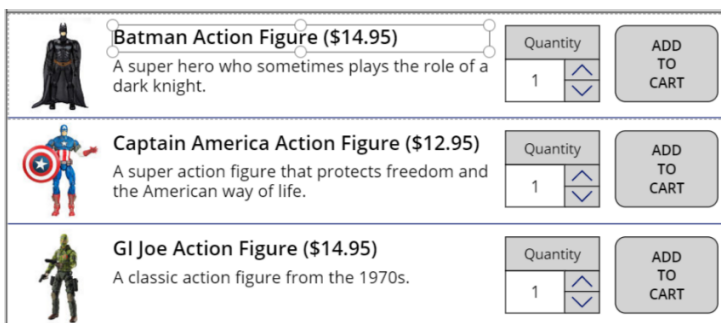 Batman Action Figure ($14.95)
A super hero who sometimes plays the role of a
dark knight.
Quantity
1
ADD
TO
CART
Captain America Action Figure ($12.95)
A super action figure that protects freedom and
the American way of life.
Quantity
1
ADD
TO
CART
GI Joe Action Figure ($14.95)
A classic action figure from the 1970s.
Quantity
1
ADD
TO
CART